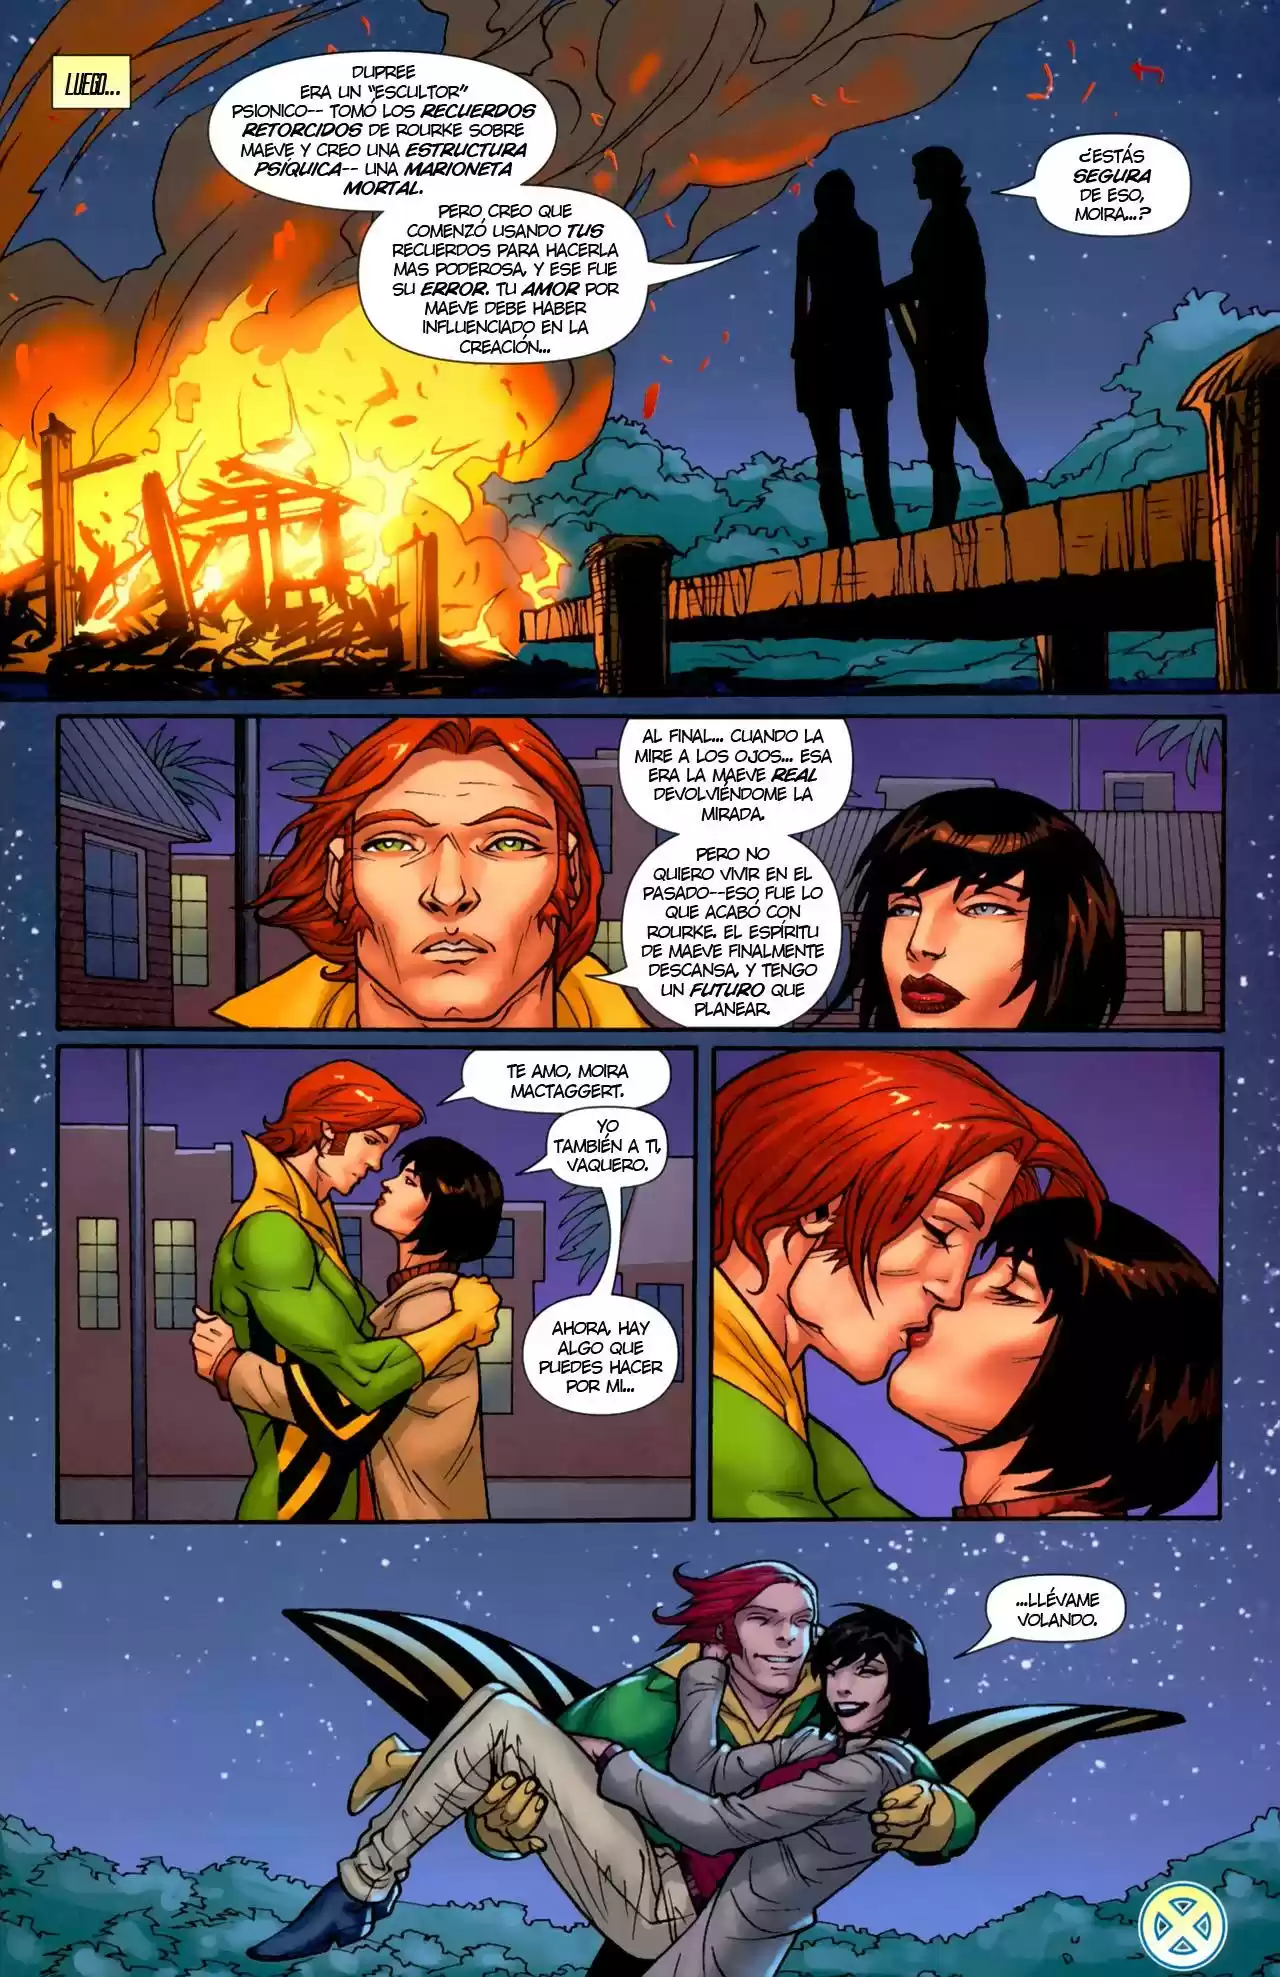 LUEGO...
DUPREE
ERA UN "ESCULTOR"
PSIONICO-- TOMÓ LOS RECUERDOS
RETORCIDOS DE ROURKE SOBRE
MAEVE Y CREO UNA ESTRUCTURA
PSÍQUICA-- UNA MARIONETA
MORTAL.
PERO CREO QUE
COMENZÓ USANDO TUS
RECUERDOS PARA HACERLA
MAS PODEROSA, Y ESE FUE
SU ERROR. TU AMOR POR
MAEVE DEBE HABER
INFLUENCIADO EN LA
CREACIÓN...
¿ESTÁS
SEGURA
DE ESO,
MOIRA...?
AL FINAL... CUANDO LA
MIRE A LOS OJOS... ESA
ERA LA MAEVE REAL
DEVOLVIÉNDOME LA
MIRADA.
PERO NO
QUIERO VIVIR EN EL
PASADO--ESO FUE LO
QUE ACABÓ CON
ROURKE. EL ESPÍRITU
DE MAEVE FINALMENTE
DESCANSA, Y TENGO
UN FUTURO QUE
PLANEAR.
TE AMO, MOIRA
MACTAGGERT.
YO
TAMBIÉN A TI,
VAQUERO.
AHORA, HAY
ALGO QUE
PUEDES HACER
POR MI...
...LLÉVAME
VOLANDO.